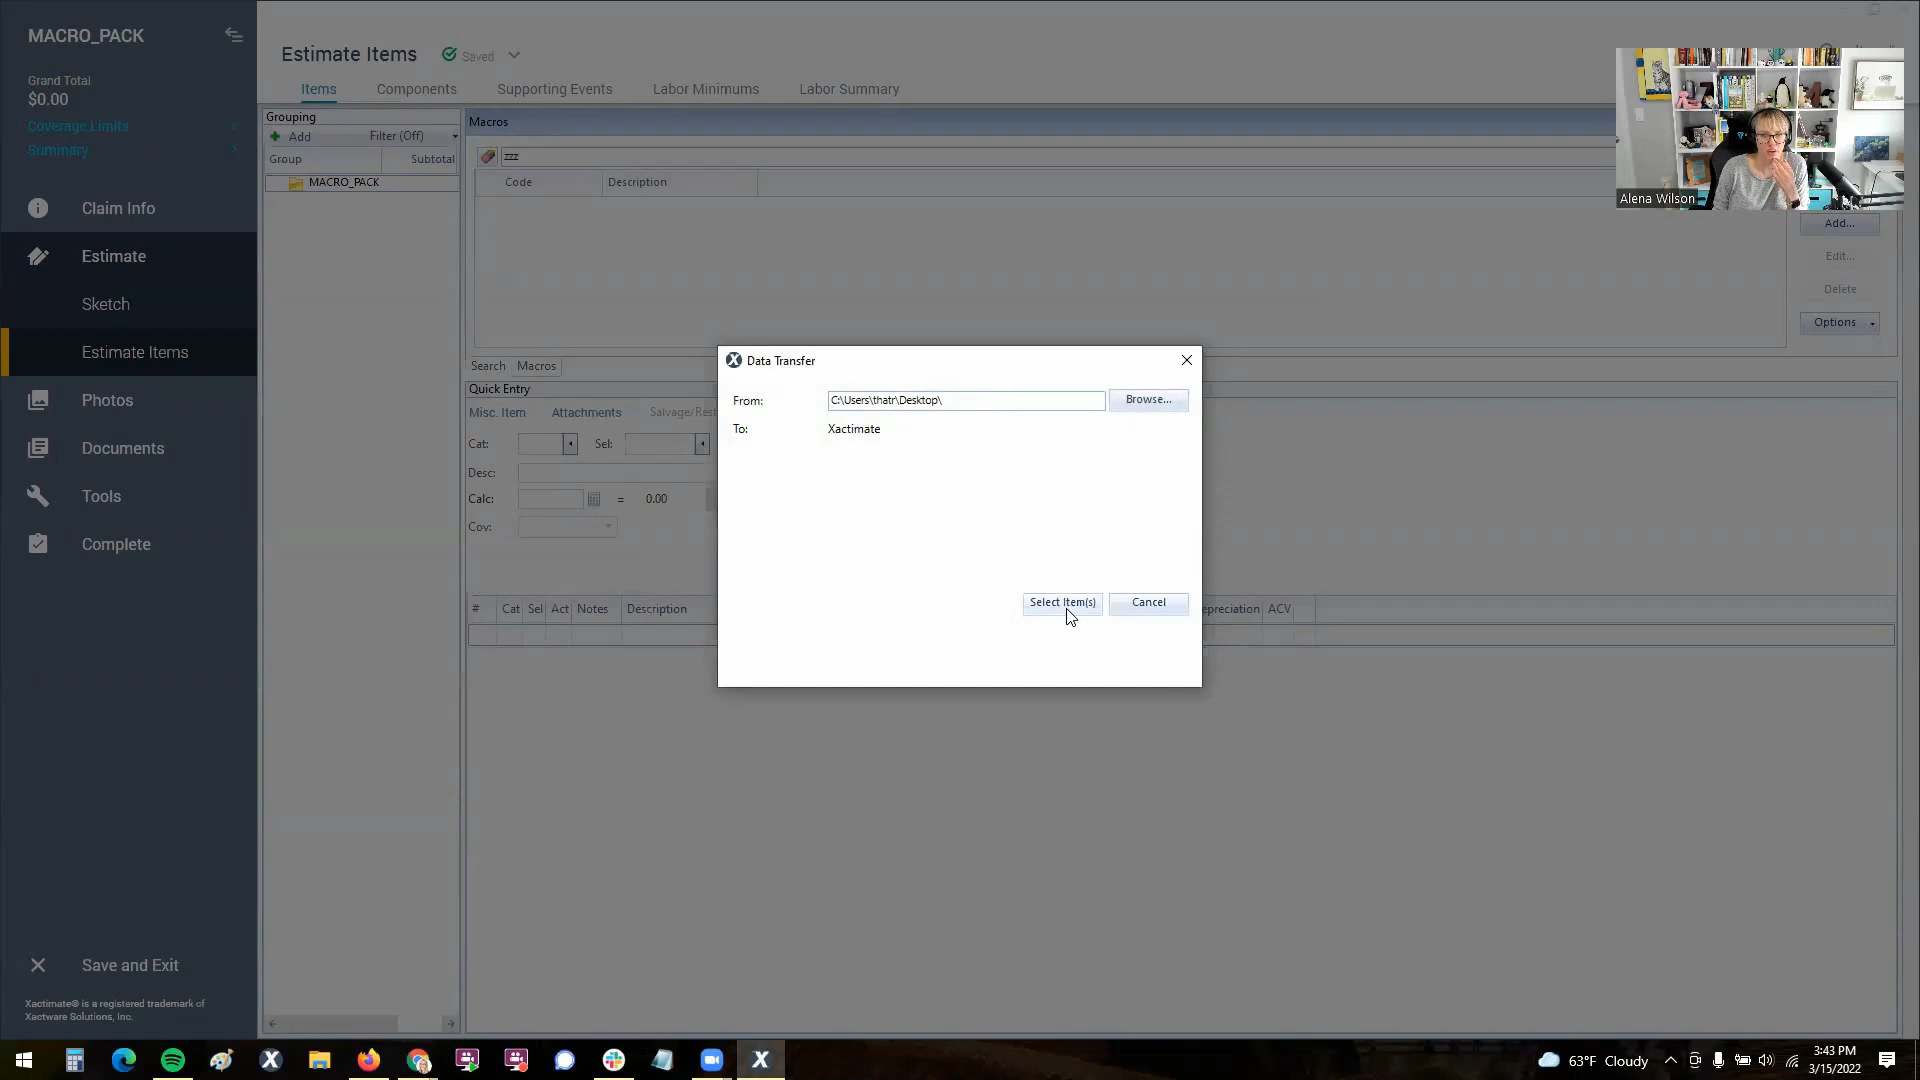 MACRO_PACK
Grand Total
$0.00
Coverage Limits
Summary
Claim Info
Estimate
Sketch
Estimate Items
Photos
Documents
Tools
Complete
Save and Exit
Xactimate® is a registered trademark of
Xactware Solutions, Inc.
Estimate Items Saved
Items Components Supporting Events Labor Minimums Labor Summary
Grouping
Add Filter (Off)
Group Subtotal
MACRO_PACK
Macros
zzz
Code Description
Add...
Edit...
Delete
Options
Search Macros
Quick Entry
Misc. Item Attachments Salvage/Rest
Cat: Sel:
Desc:
Calc: = 0.00
Cov:
# Cat Sel Act Notes Description epreciation ACV
Data Transfer
From: C:\Users\thatr\Desktop\ Browse...
To: Xactimate
Select Item(s) Cancel
Alena Wilson
63°F Cloudy
3:43 PM
3/15/2022